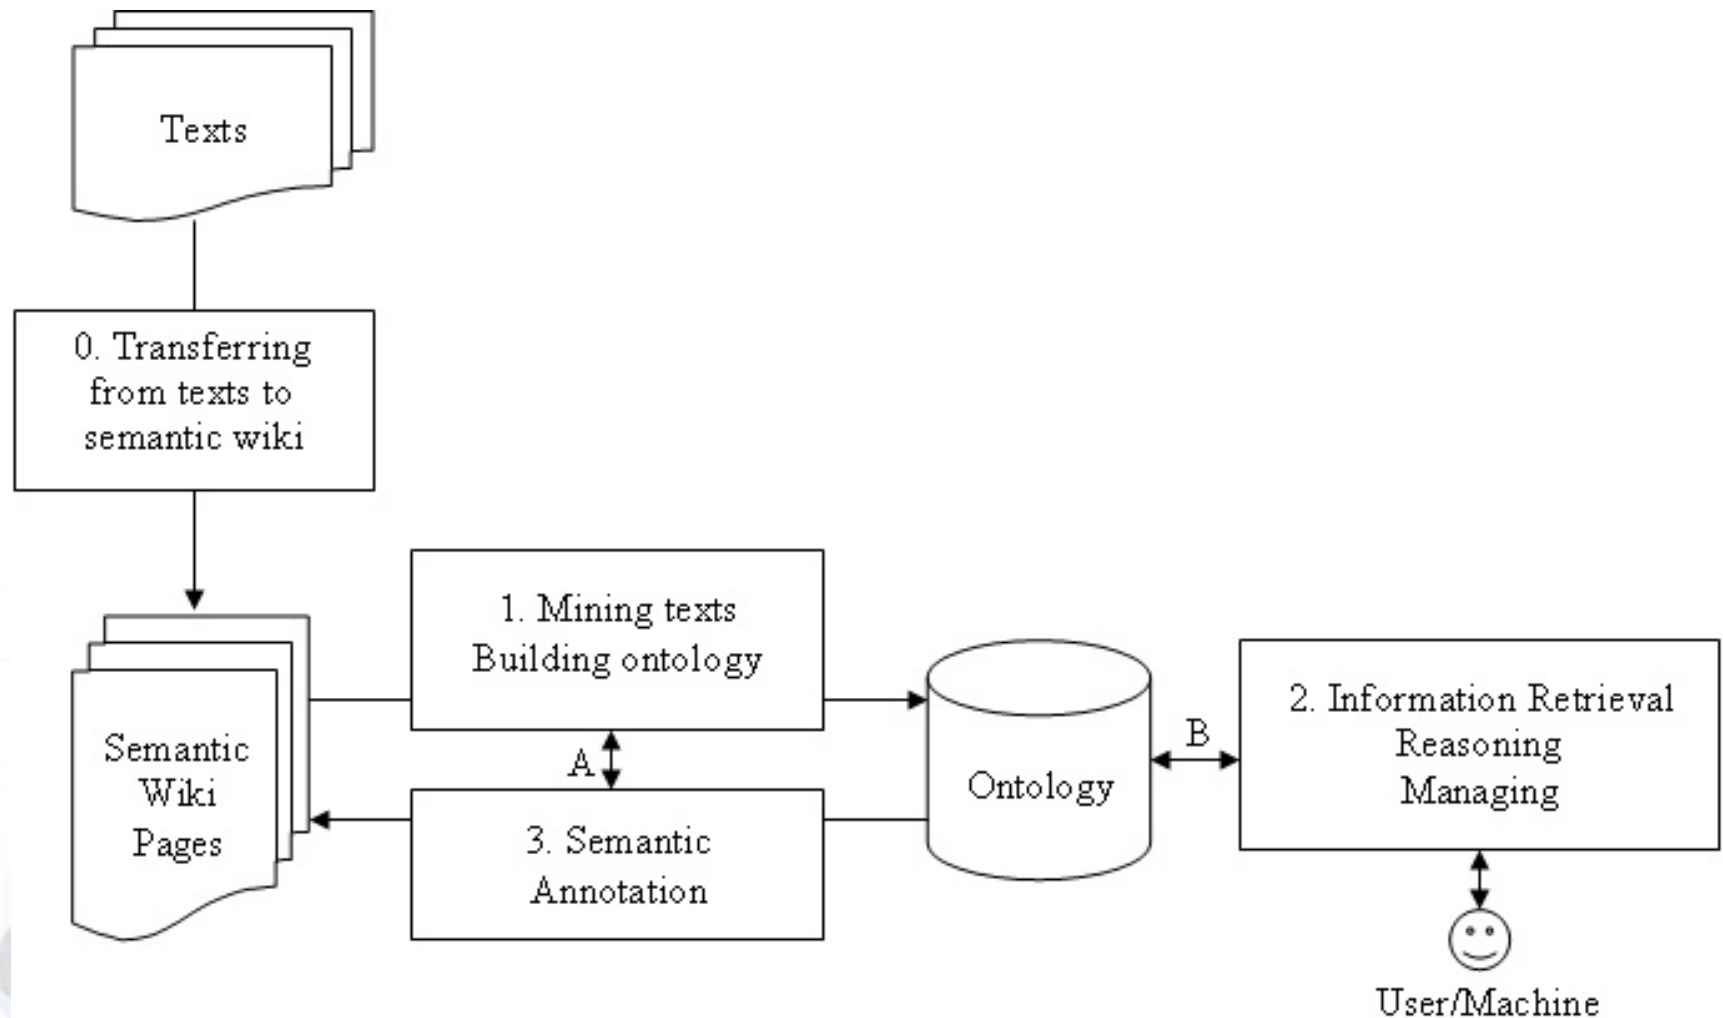 Texts
0. Transferring
from texts to
semantic wiki
1. Mining texts
Building ontology
Semantic
Wiki
Pages
A
3. Semantic
Annotation
Ontology
B
2. Information Retrieval
Reasoning
Managing
User/Machine